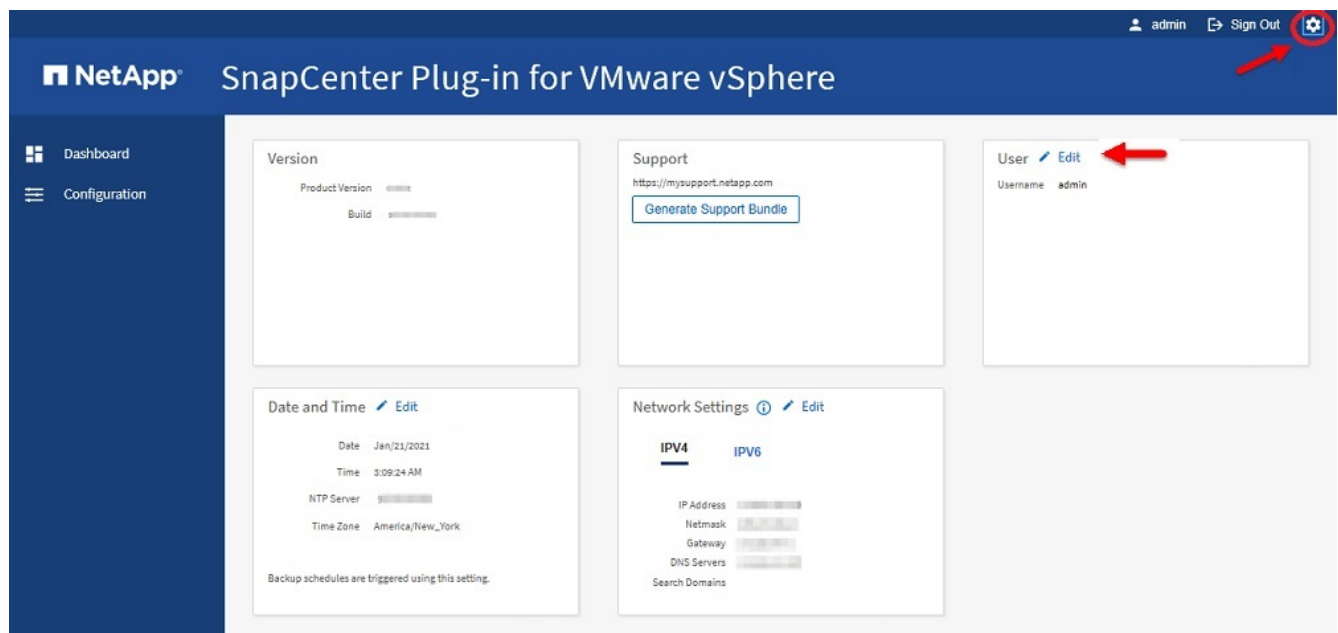 admin Sign Out
NetApp SnapCenter Plug-in for VMware vSphere
Dashboard
Configuration
Version
Product Version
Build
Support
https://mysupport.netapp.com
Generate Support Bundle
User Edit
Username admin
Date and Time Edit
Date Jan/21/2021
Time 3:09:24 AM
NTP Server
Time Zone America/New_York
Backup schedules are triggered using this setting.
Network Settings Edit
IPV4 IPV6
IP Address
Netmask
Gateway
DNS Servers
Search Domains